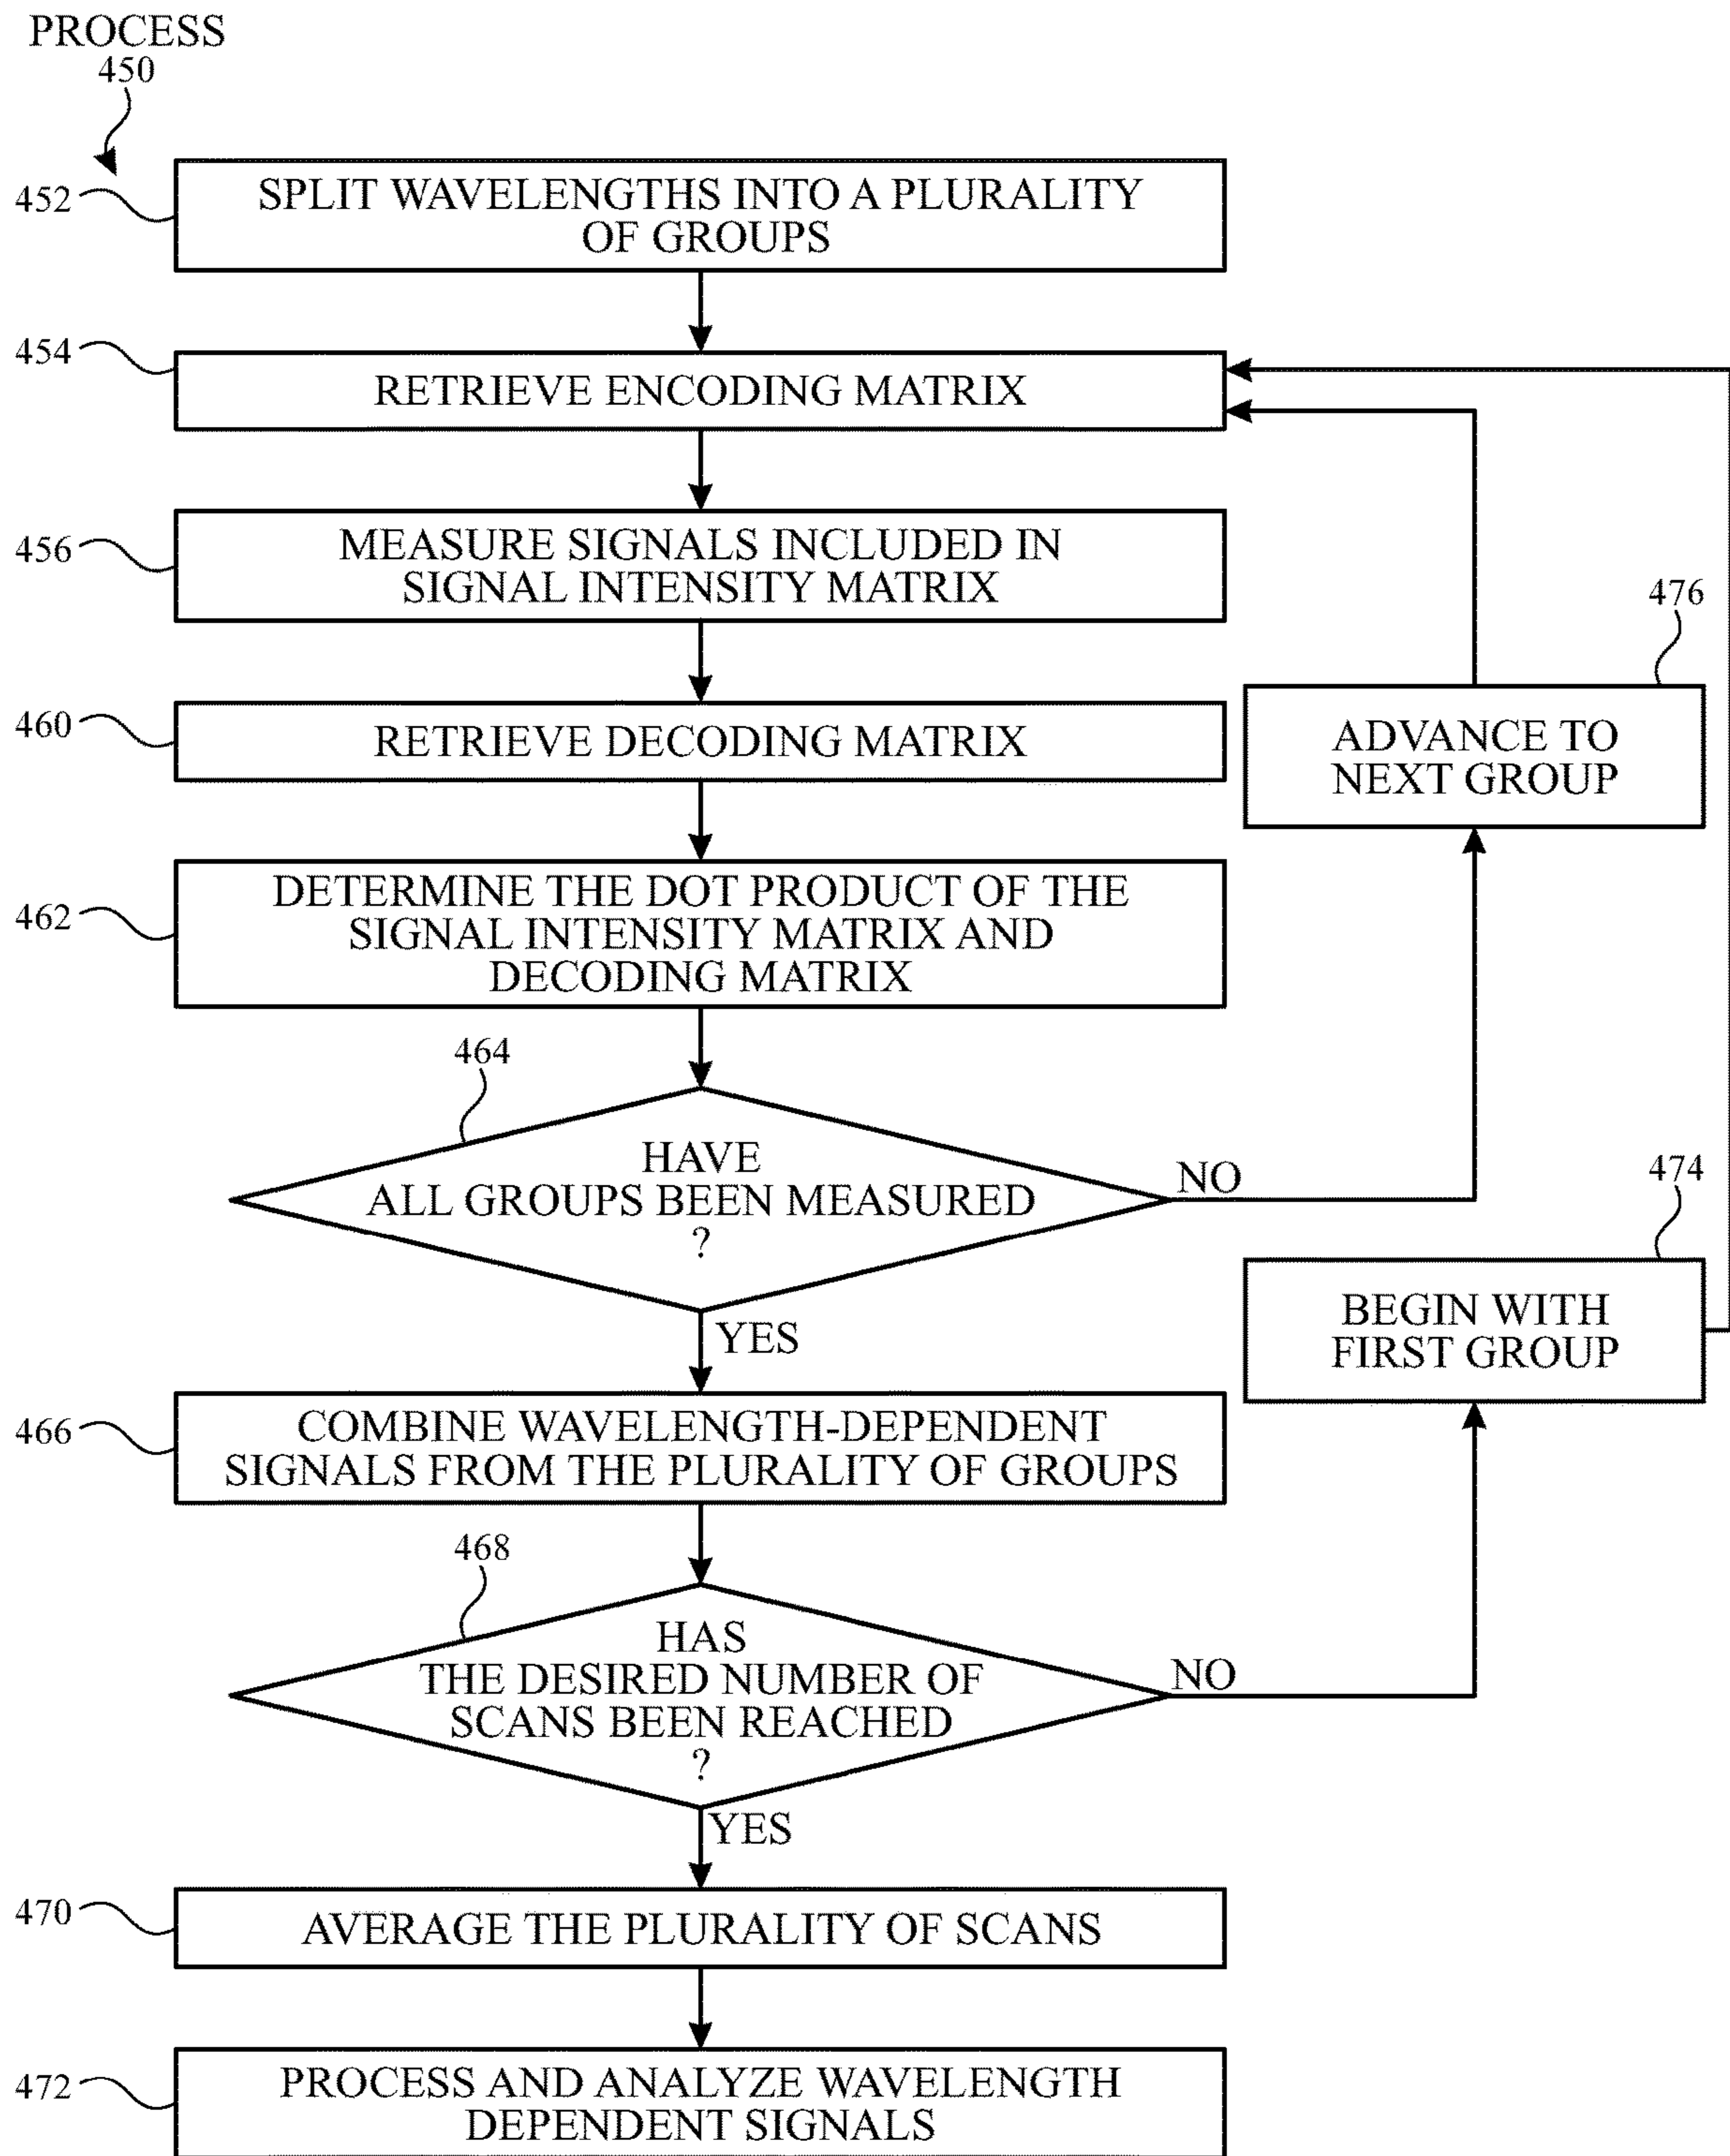 PROCESS
450
452
SPLIT WAVELENGTHS INTO A PLURALITY
OF GROUPS
454
RETRIEVE ENCODING MATRIX
456
MEASURE SIGNALS INCLUDED IN
SIGNAL INTENSITY MATRIX
476
460
RETRIEVE DECODING MATRIX
ADVANCE TO
NEXT GROUP
462
DETERMINE THE DOT PRODUCT OF THE
SIGNAL INTENSITY MATRIX AND
DECODING MATRIX
464
HAVE
ALL GROUPS BEEN MEASURED
?
NO
474
YES
BEGIN WITH
FIRST GROUP
466
COMBINE WAVELENGTH-DEPENDENT
SIGNALS FROM THE PLURALITY OF GROUPS
468
HAS
THE DESIRED NUMBER OF
SCANS BEEN REACHED
?
NO
YES
470
AVERAGE THE PLURALITY OF SCANS
472
PROCESS AND ANALYZE WAVELENGTH
DEPENDENT SIGNALS